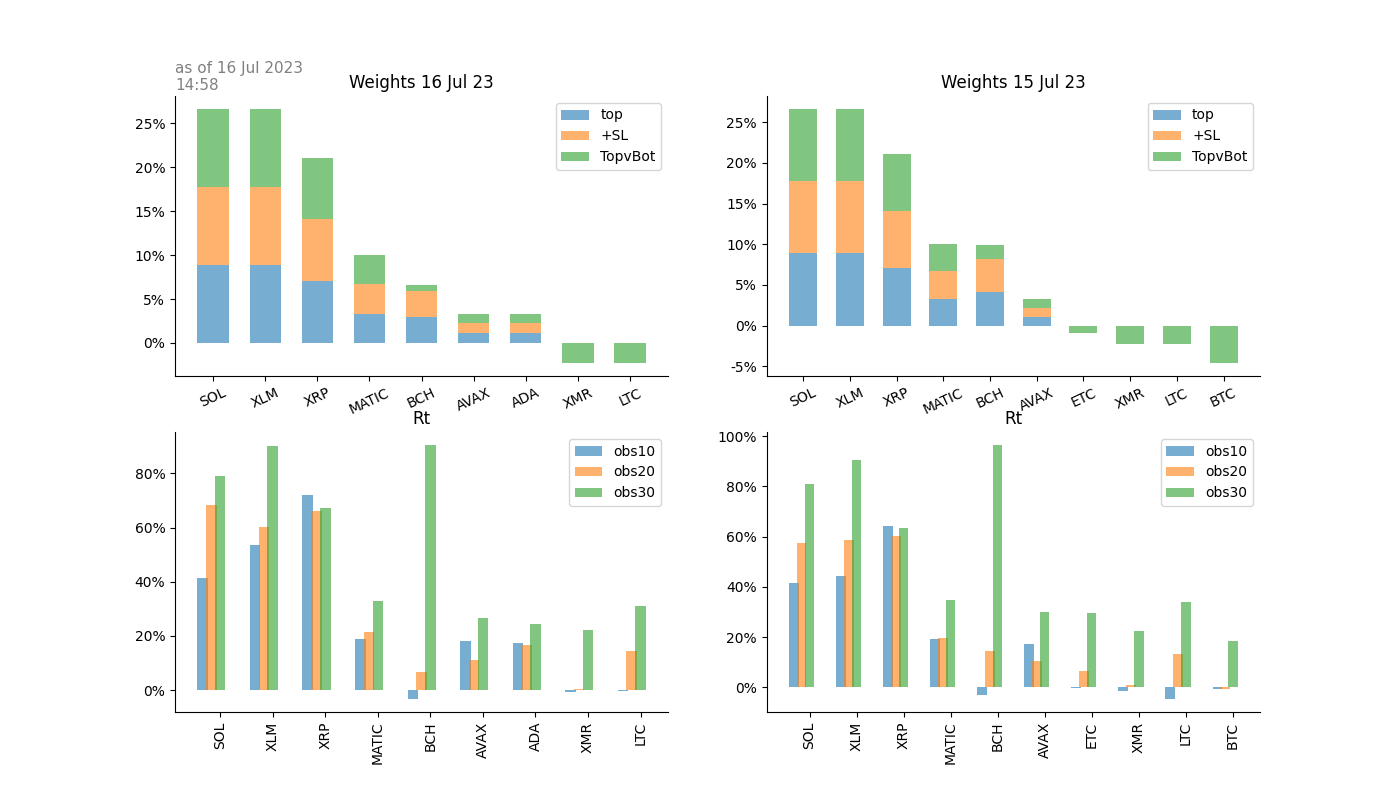 as of 16 Jul 2023
14:58
Weights 16 Jul 23
25%
20%
15%
10%
5%
0%
top
+SL
TopvBot
SOL XLM XRP MATIC BCH AVAX ADA XMR LTC
Weights 15 Jul 23
25%
20%
15%
10%
5%
0%
-5%
top
+SL
TopvBot
SOL XLM XRP MATIC BCH AVAX ETC XMR LTC BTC
Rt
80%
60%
40%
20%
0%
obs10
obs20
obs30
SOL XLM XRP MATIC BCH AVAX ADA XMR LTC
Rt
100%
80%
60%
40%
20%
0%
obs10
obs20
obs30
SOL XLM XRP MATIC BCH AVAX ETC XMR LTC BTC